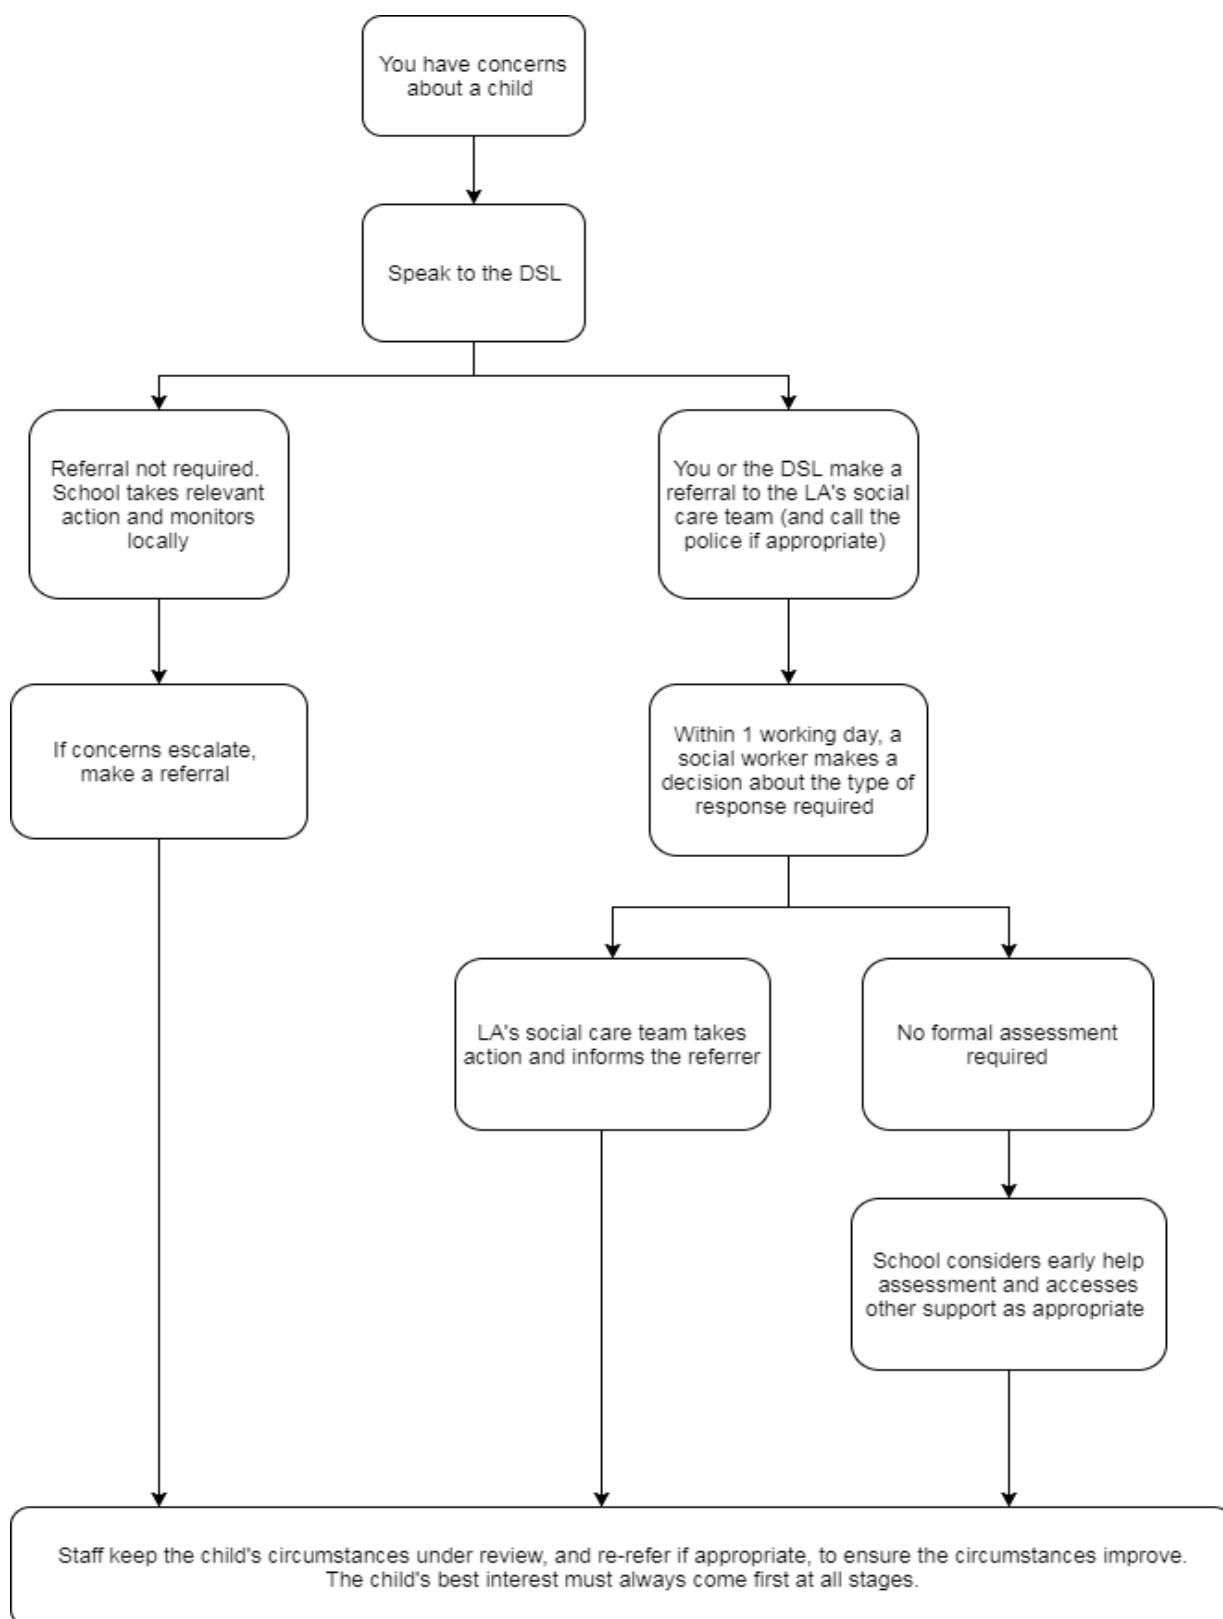 You have concerns
about a child
Speak to the DSL
Referral not required.
School takes relevant
action and monitors
locally
You or the DSL make a
referral to the LA's social
care team (and call the
police if appropriate)
If concerns escalate,
make a referral
Within 1 working day, a
social worker makes a
decision about the type of
response required
LA's social care team takes
action and informs the referrer
No formal assessment
required
School considers early help
assessment and accesses
other support as appropriate
Staff keep the child's circumstances under review, and re-refer if appropriate, to ensure the circumstances improve.
The child's best interest must always come first at all stages.